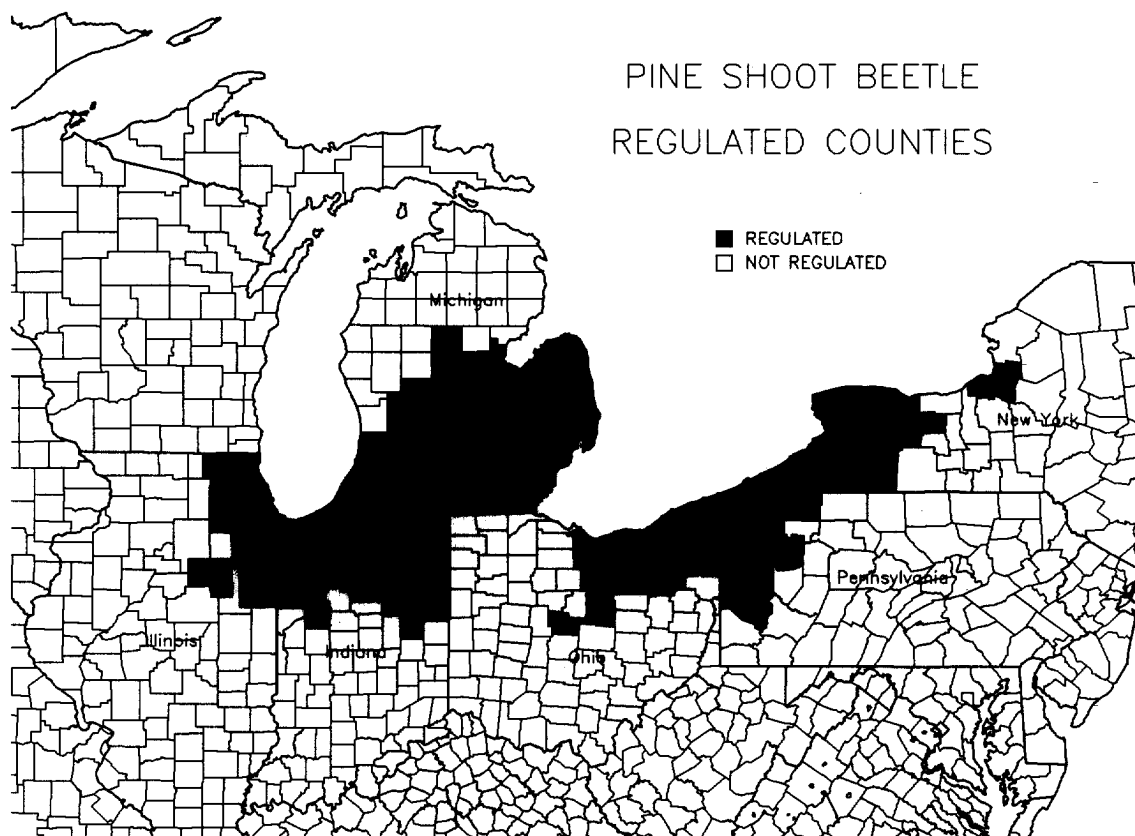 PINE SHOOT BEETLE
REGULATED COUNTIES
REGULATED
NOT REGULATED
Michigan
New York
Pennsylvania
Illinois
Indiana
Ohio